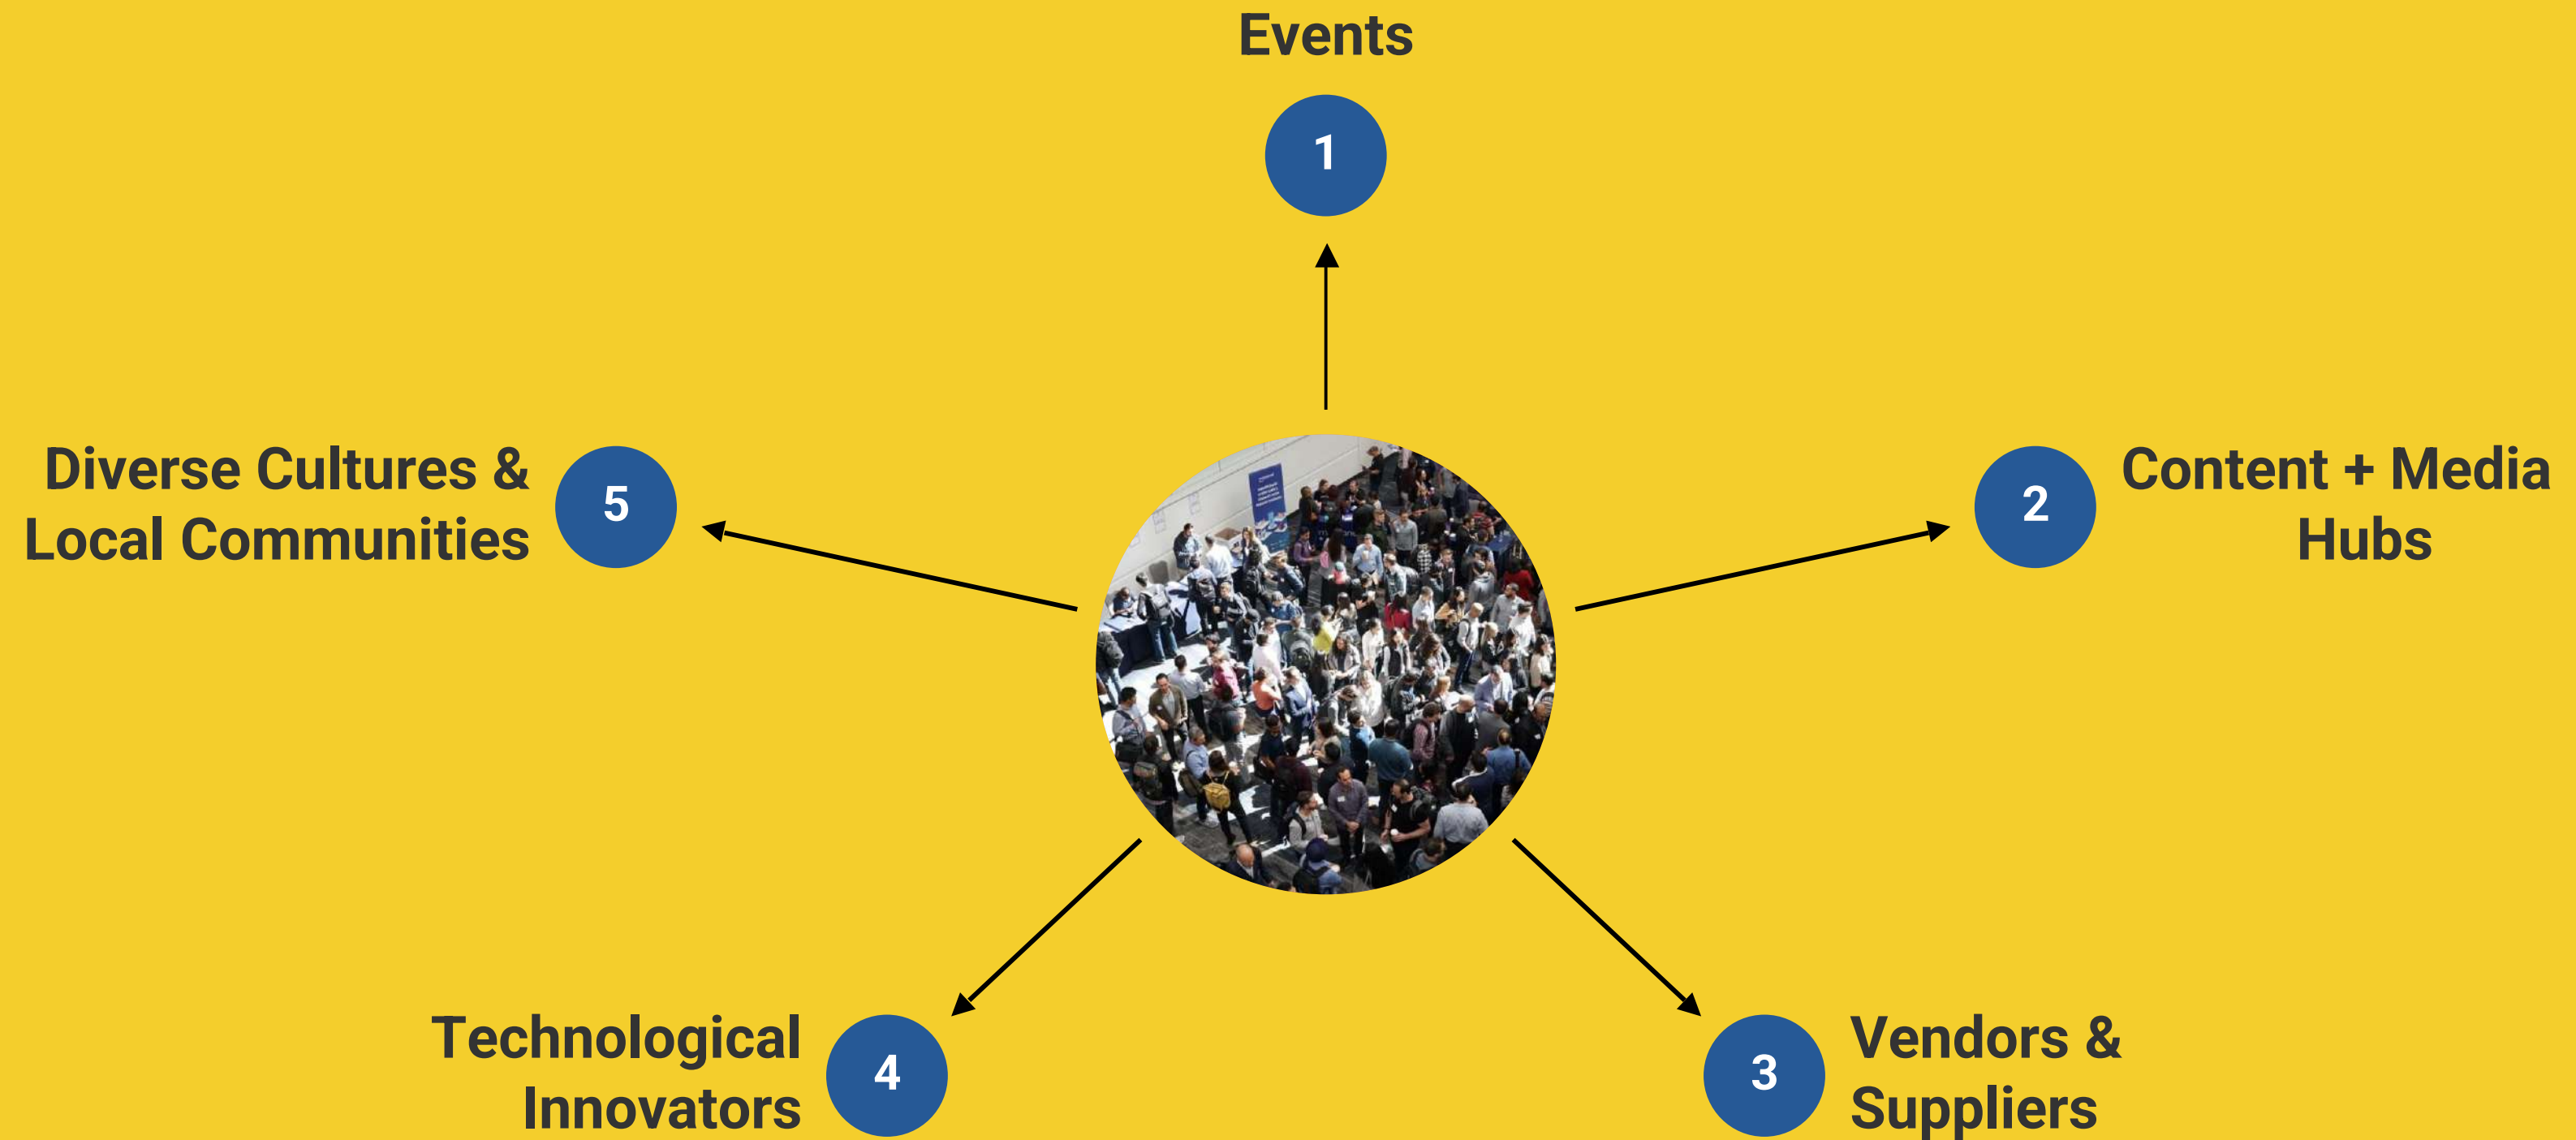 Events
1
5
Diverse Cultures &
Local Communities
2
Content + Media
Hubs
4
Technological
Innovators
3
Vendors &
Suppliers